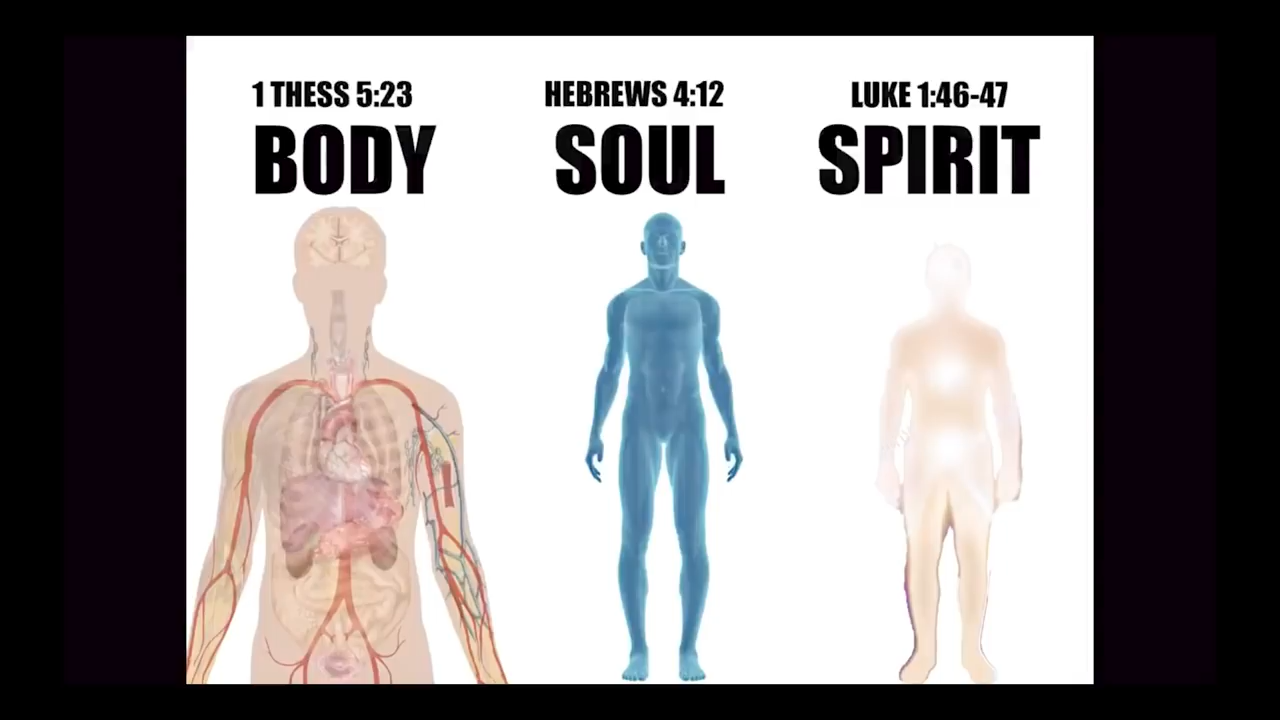 1 THESS 5:23
BODY
HEBREWS 4:12
SOUL
LUKE 1:46-47
SPIRIT